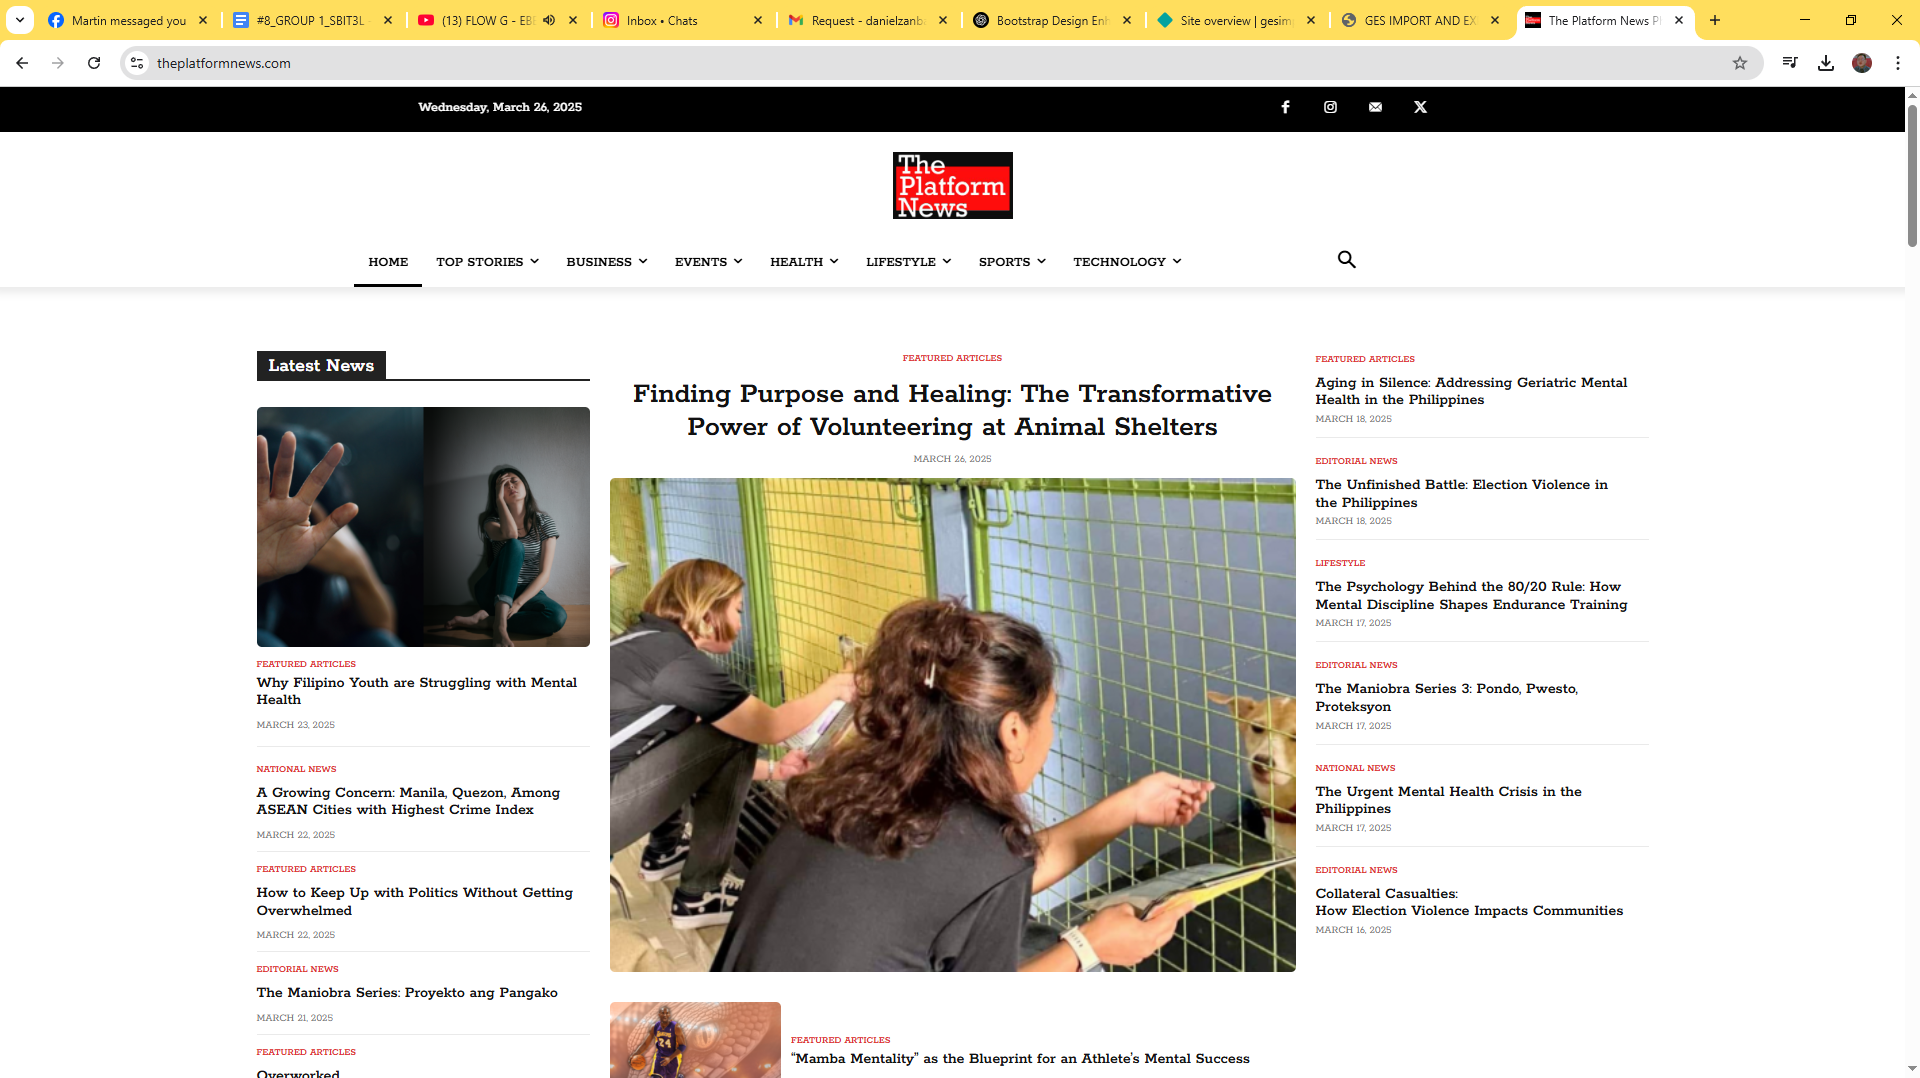 Martin messaged you
#8_GROUP 1_SBIT3L
(13) FLOW G - EBE
Inbox • Chats
Request - danielzanb
Bootstrap Design Enh
Site overview | gesim
GES IMPORT AND EX
The Platform News P
theplatformnews.com
Wednesday, March 26, 2025
The
Platform
News
HOME TOP STORIES BUSINESS EVENTS HEALTH LIFESTYLE SPORTS TECHNOLOGY
Latest News
FEATURED ARTICLES
Why Filipino Youth are Struggling with Mental
Health
MARCH 23, 2025
NATIONAL NEWS
A Growing Concern: Manila, Quezon, Among
ASEAN Cities with Highest Crime Index
MARCH 22, 2025
FEATURED ARTICLES
How to Keep Up with Politics Without Getting
Overwhelmed
MARCH 22, 2025
EDITORIAL NEWS
The Maniobra Series: Proyekto ang Pangako
MARCH 21, 2025
FEATURED ARTICLES
Overworked
FEATURED ARTICLES
Finding Purpose and Healing: The Transformative
Power of Volunteering at Animal Shelters
MARCH 26, 2025
24
FEATURED ARTICLES
“Mamba Mentality” as the Blueprint for an Athlete’s Mental Success
FEATURED ARTICLES
Aging in Silence: Addressing Geriatric Mental
Health in the Philippines
MARCH 18, 2025
EDITORIAL NEWS
The Unfinished Battle: Election Violence in
the Philippines
MARCH 18, 2025
LIFESTYLE
The Psychology Behind the 80/20 Rule: How
Mental Discipline Shapes Endurance Training
MARCH 17, 2025
EDITORIAL NEWS
The Maniobra Series 3: Pondo, Pwesto,
Proteksyon
MARCH 17, 2025
NATIONAL NEWS
The Urgent Mental Health Crisis in the
Philippines
MARCH 17, 2025
EDITORIAL NEWS
Collateral Casualties:
How Election Violence Impacts Communities
MARCH 16, 2025